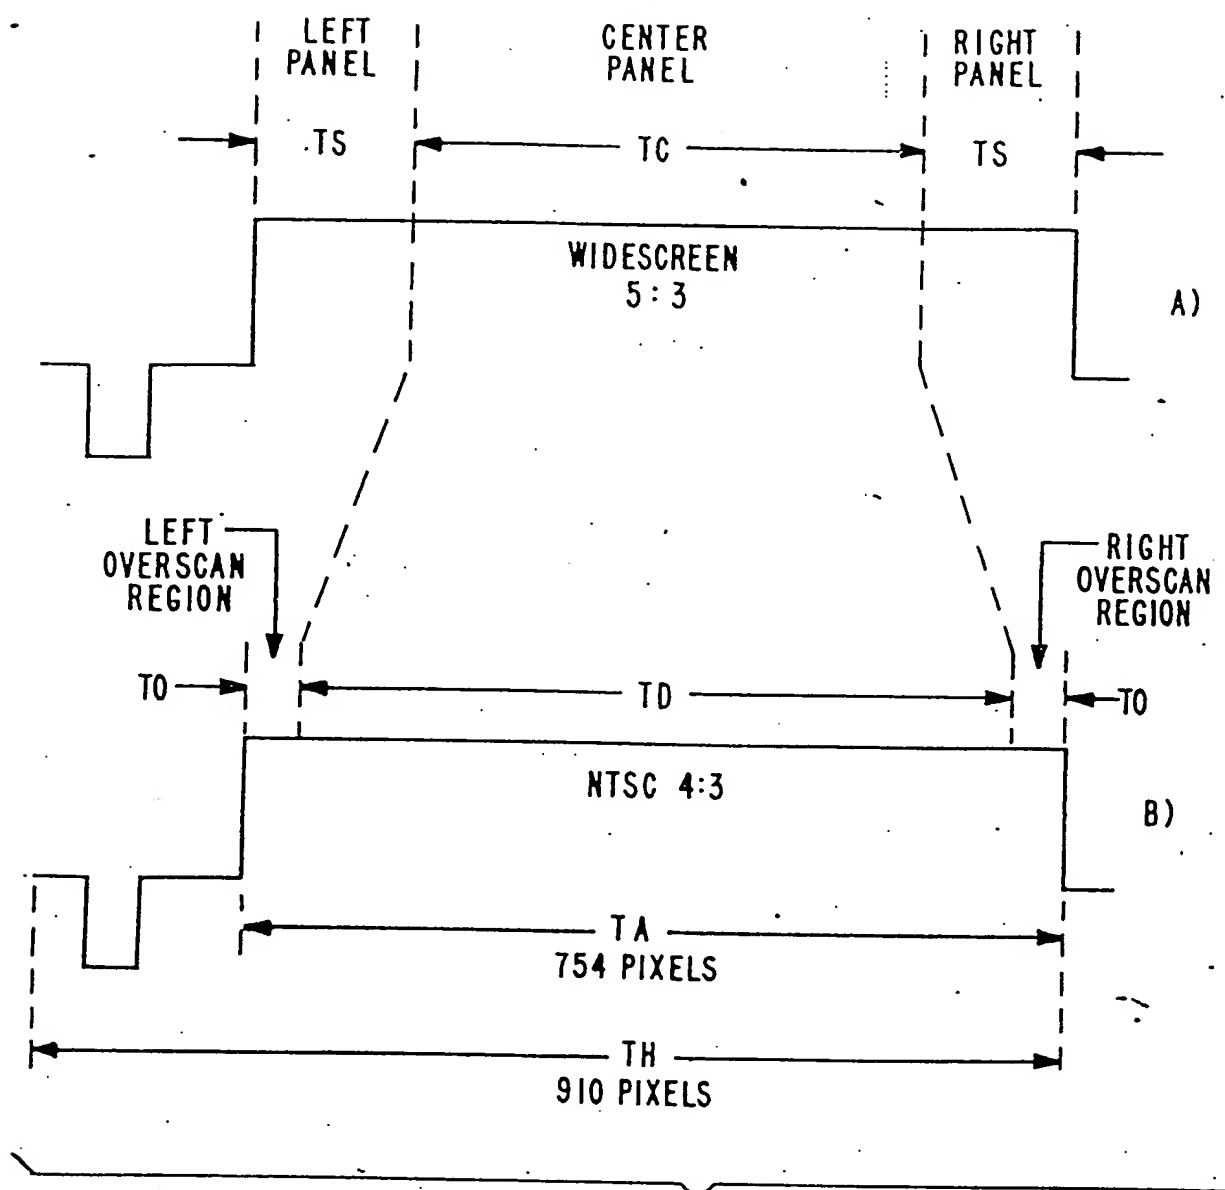 LEFT
PANEL
CENTER
PANEL
RIGHT
PANEL
TS
TC
TS
WIDESCREEN
5:3
A)
LEFT
OVERSCAN
REGION
RIGHT
OVERSCAN
REGION
TO
TD
TO
NTSC 4:3
B)
TA
754 PIXELS
TH
910 PIXELS